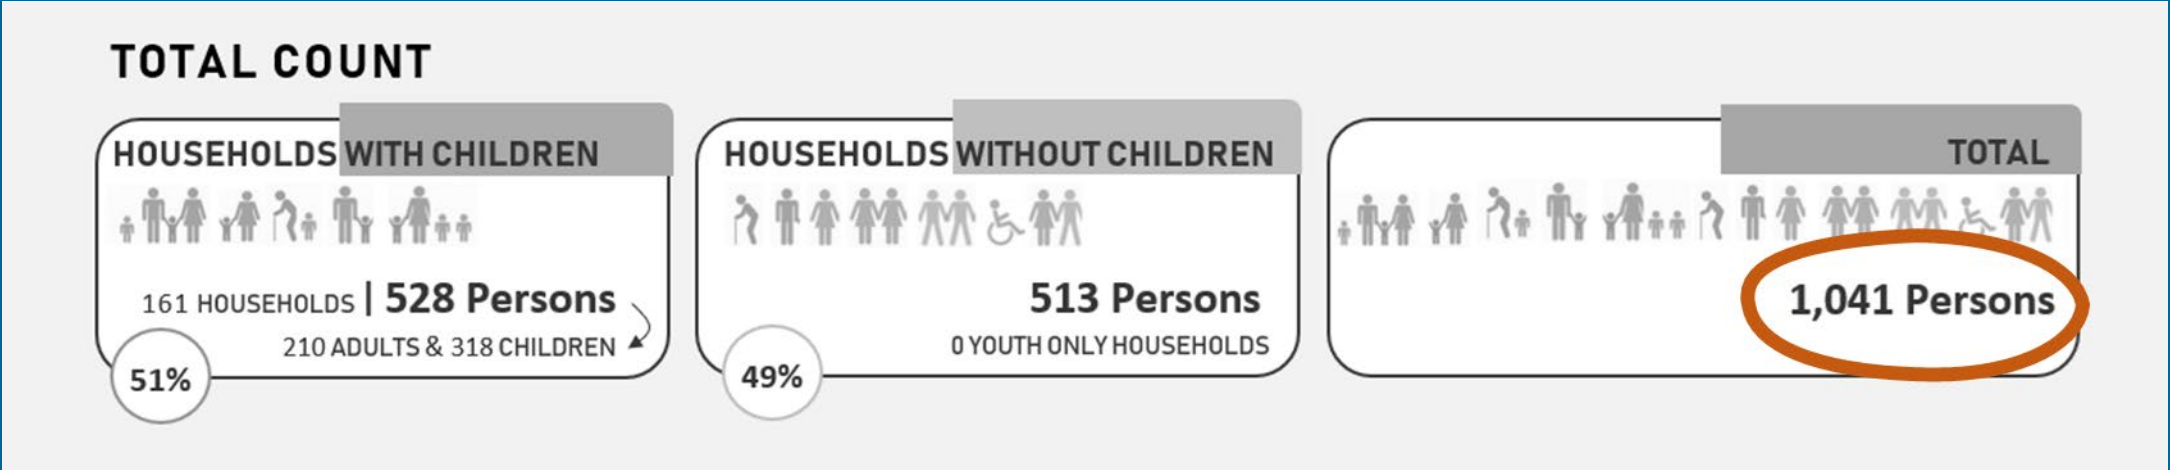 TOTAL COUNT
HOUSEHOLDS WITH CHILDREN
161 HOUSEHOLDS | 528 Persons
210 ADULTS & 318 CHILDREN
51%
HOUSEHOLDS WITHOUT CHILDREN
513 Persons
0 YOUTH ONLY HOUSEHOLDS
49%
TOTAL
1,041 Persons